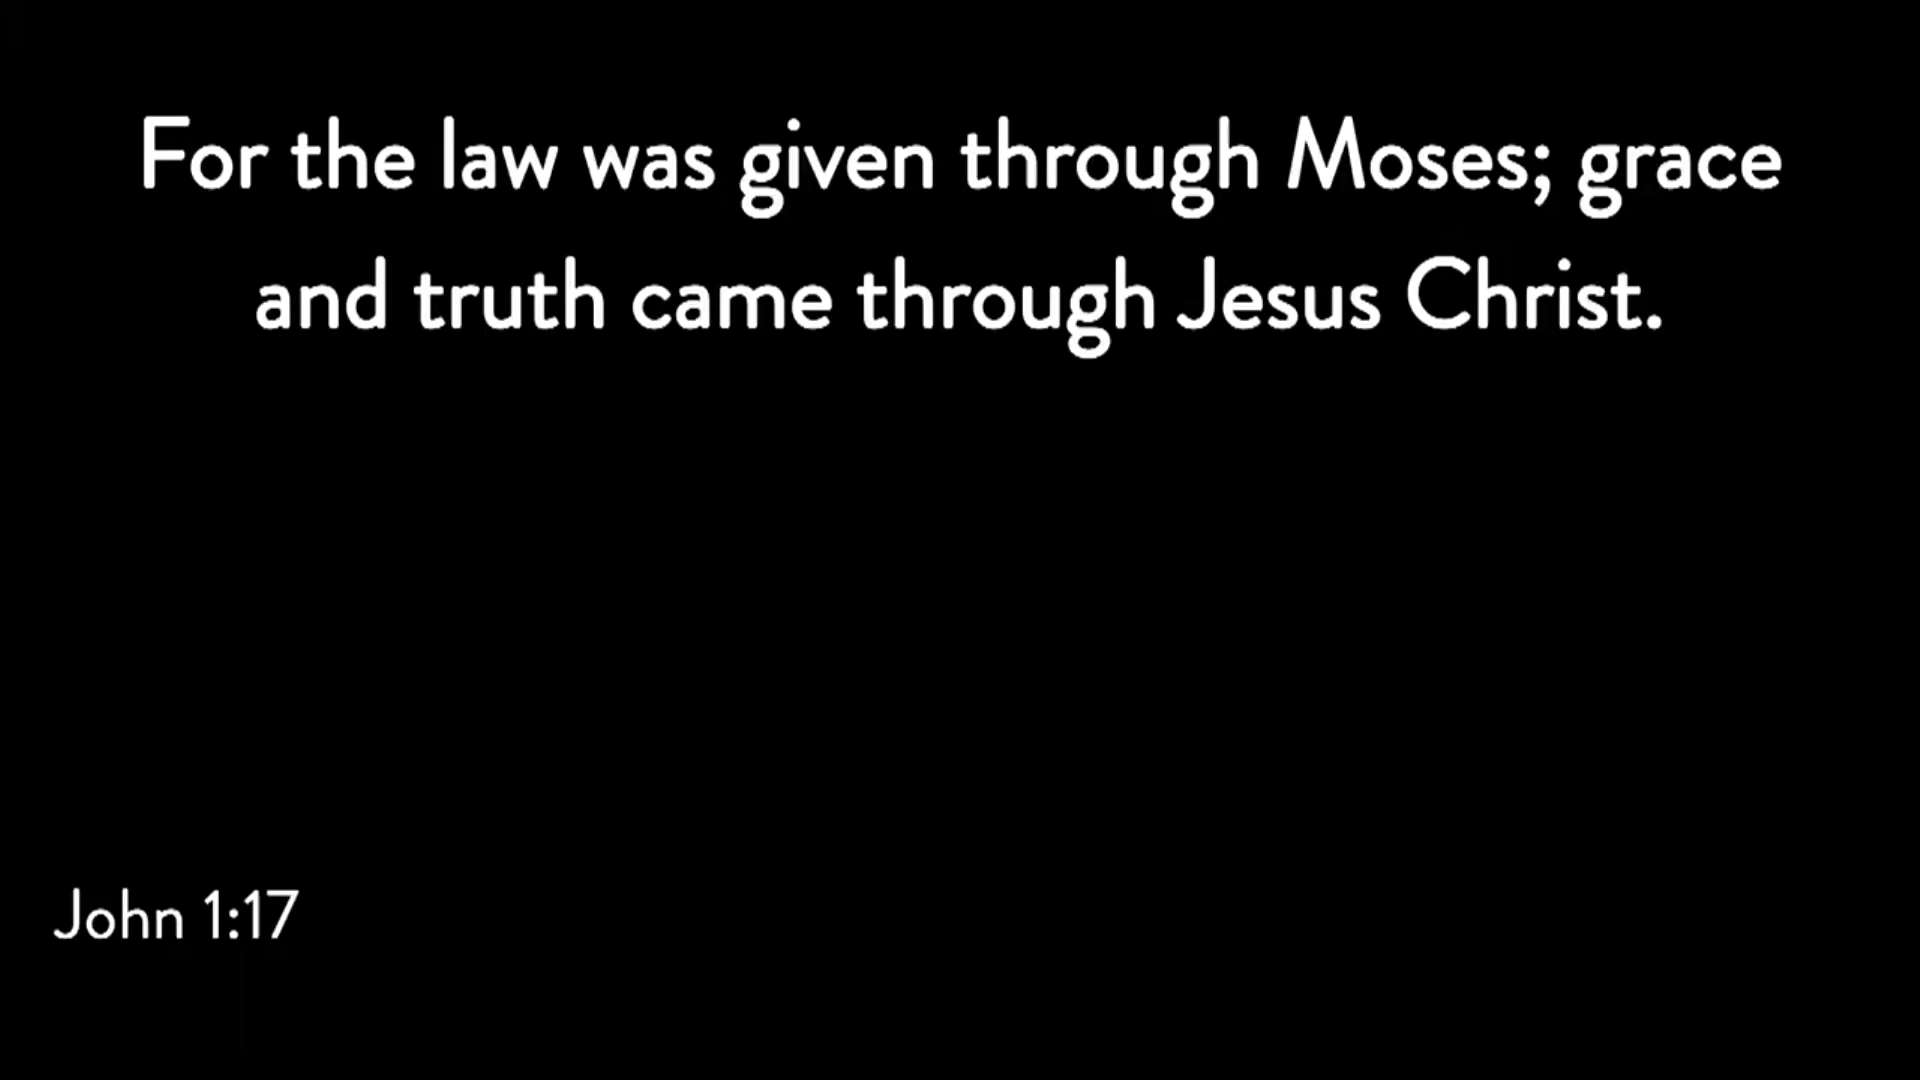 For the law was given through Moses; grace
and truth came through Jesus Christ.
John 1:17